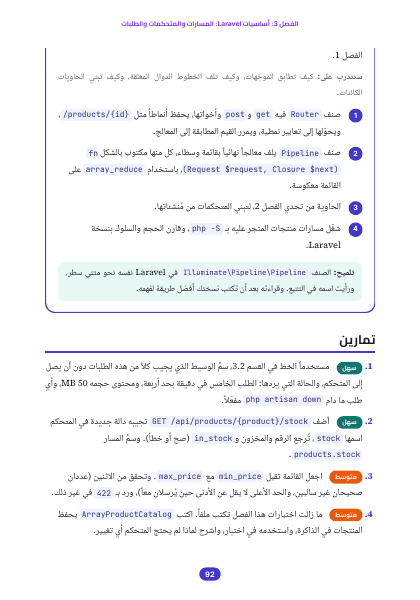 الفصل 3: أساسيات Laravel: المسارات والمتحكمات والطلبات
الفصل 1.
ستتدرب على: كيف تطابق الموجّهات، وكيف تلف الخطوط الدوال المغلقة، وكيف تبني الحاويات
الكائنات.
1 صنف Router فيه get و post وأخواتها، يحفظ أنماطاً مثل /products/{id}،
ويحوّلها إلى تعابير نمطية، ويمرر القيم المطابقة إلى المعالج.
2 صنف Pipeline يلف معالجاً نهائياً بقائمة وسطاء، كل منها مكتوب بالشكل fn
(Request $request, Closure $next)، باستخدام array_reduce على
القائمة معكوسة.
3 الحاوية من تحدي الفصل 2، لتبني المتحكمات من مُنشئاتها.
4 شغّل مسارات منتجات المتجر عليه بـ php -S، وقارن الحجم والسلوك بنسخة
Laravel.
تلميح: الصنف Illuminate\Pipeline\Pipeline في Laravel نفسه نحو مئتي سطر،
ورأيتَ اسمه في التتبع. وقراءته بعد أن تكتب نسختك أفضل طريقة لفهمه.
تمارين
1. سهل مستخدماً الخط في القسم 3.2، سمِّ الوسيط الذي يجيب كلاً من هذه الطلبات دون أن يصل
إلى المتحكم، والحالة التي يردها: الطلب الخامس في دقيقة بحد أربعة، ومحتوى حجمه 50 MB، وأي
طلب ما دام php artisan down مفعّلاً.
2. سهل أضف GET /api/products/{product}/stock تجيبه دالة جديدة في المتحكم
اسمها stock، تُرجع الرقم والمخزون و in_stock (صح أو خطأ). وسمِّ المسار
products.stock.
3. متوسط اجعل القائمة تقبل min_price مع max_price، وتحقق من الاثنين (عددان
صحيحان غير سالبين، والحد الأعلى لا يقل عن الأدنى حين يُرسلان معاً)، ورد بـ 422 في غير ذلك.
4. متوسط ما زالت اختبارات هذا الفصل تكتب ملفاً. اكتب ArrayProductCatalog يحفظ
المنتجات في الذاكرة، واستخدمه في اختبار، واشرح لماذا لم يحتج المتحكم أي تغيير.
92